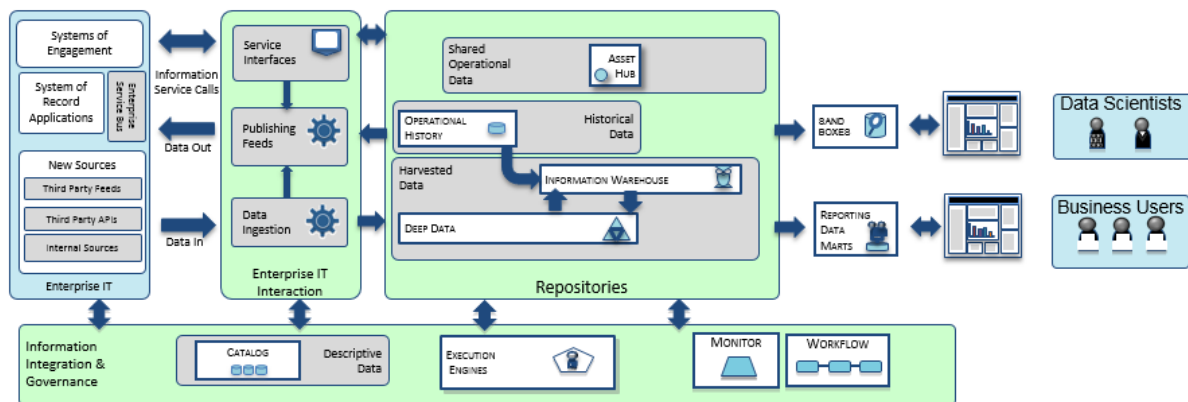 Systems of
Engagement
System of
Record
Applications
Enterprise
Service Bus
New Sources
Third Party Feeds
Third Party APIs
Internal Sources
Enterprise IT
Information
Service Calls
Data Out
Data In
Service
Interfaces
Publishing
Feeds
Data
Ingestion
Enterprise IT
Interaction
Shared
Operational
Data
ASSET
HUB
OPERATIONAL
HISTORY
Historical
Data
Harvested
Data
INFORMATION WAREHOUSE
DEEP DATA
Repositories
SAND
BOXES
REPORTING
DATA
MARTS
Data Scientists
Business Users
Information
Integration &
Governance
CATALOG
Descriptive
Data
EXECUTION
ENGINES
MONITOR
WORKFLOW